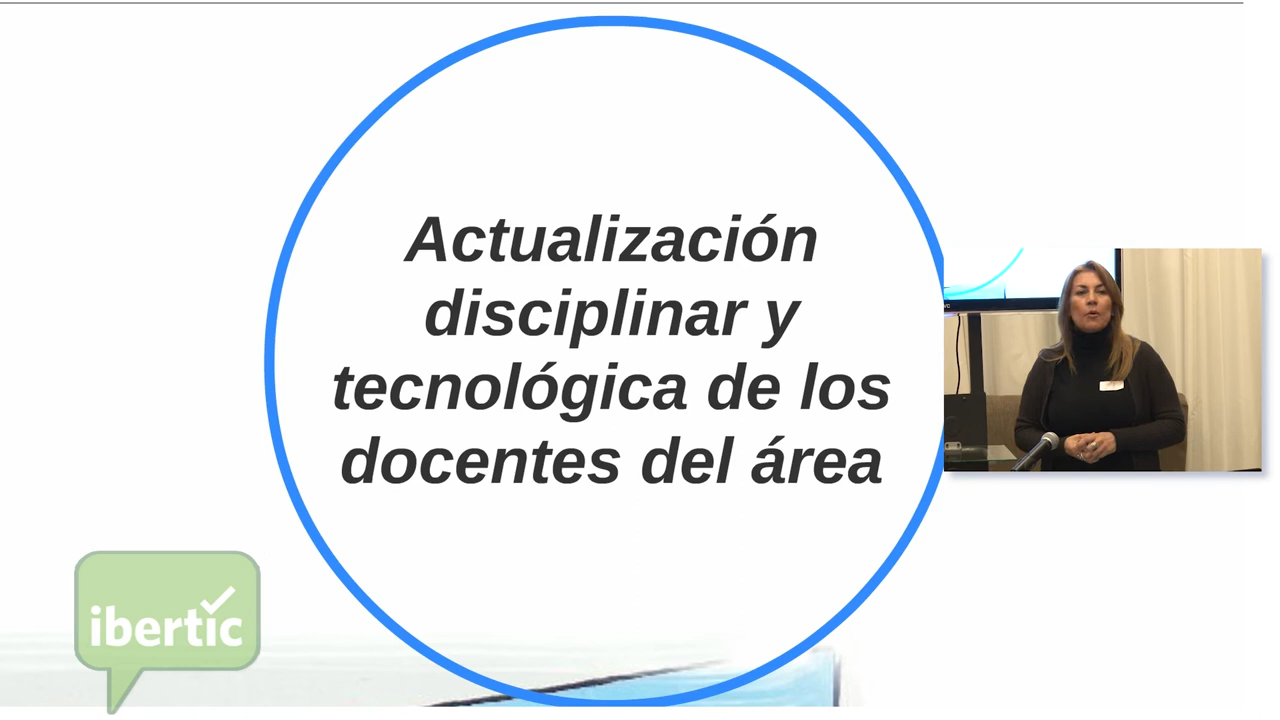 Actualización
disciplinar y
tecnológica de los
docentes del área
ibertic